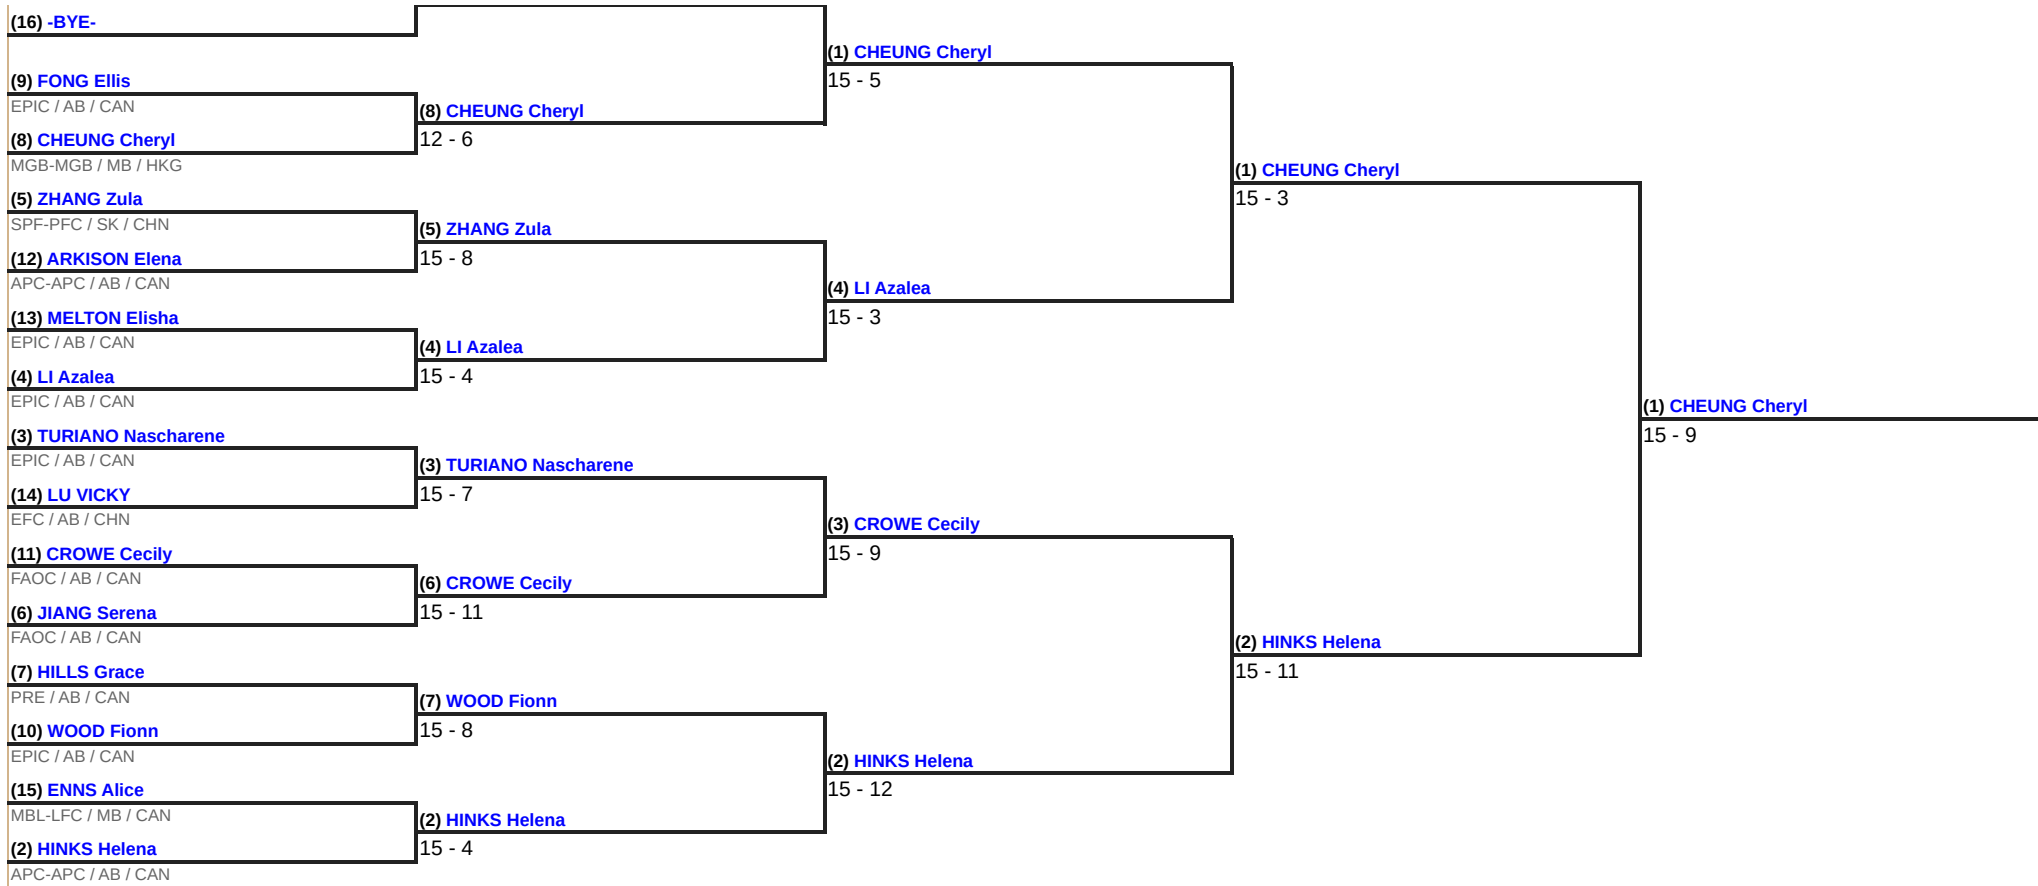 (16) -BYE-
(9) FONG Ellis
EPIC / AB / CAN
(8) CHEUNG Cheryl
MGB-MGB / MB / HKG
(5) ZHANG Zula
SPF-PFC / SK / CHN
(12) ARKISON Elena
APC-APC / AB / CAN
(13) MELTON Elisha
EPIC / AB / CAN
(4) LI Azalea
EPIC / AB / CAN
(3) TURIANO Nascharene
EPIC / AB / CAN
(14) LU VICKY
EFC / AB / CHN
(11) CROWE Cecily
FAOC / AB / CAN
(6) JIANG Serena
FAOC / AB / CAN
(7) HILLS Grace
PRE / AB / CAN
(10) WOOD Fionn
EPIC / AB / CAN
(15) ENNS Alice
MBL-LFC / MB / CAN
(2) HINKS Helena
APC-APC / AB / CAN
(8) CHEUNG Cheryl
12 - 6
(5) ZHANG Zula
15 - 8
(4) LI Azalea
15 - 4
(3) TURIANO Nascharene
15 - 7
(6) CROWE Cecily
15 - 11
(7) WOOD Fionn
15 - 8
(2) HINKS Helena
15 - 4
(1) CHEUNG Cheryl
15 - 5
(4) LI Azalea
15 - 3
(3) CROWE Cecily
15 - 9
(2) HINKS Helena
15 - 12
(1) CHEUNG Cheryl
15 - 3
(2) HINKS Helena
15 - 11
(1) CHEUNG Cheryl
15 - 9